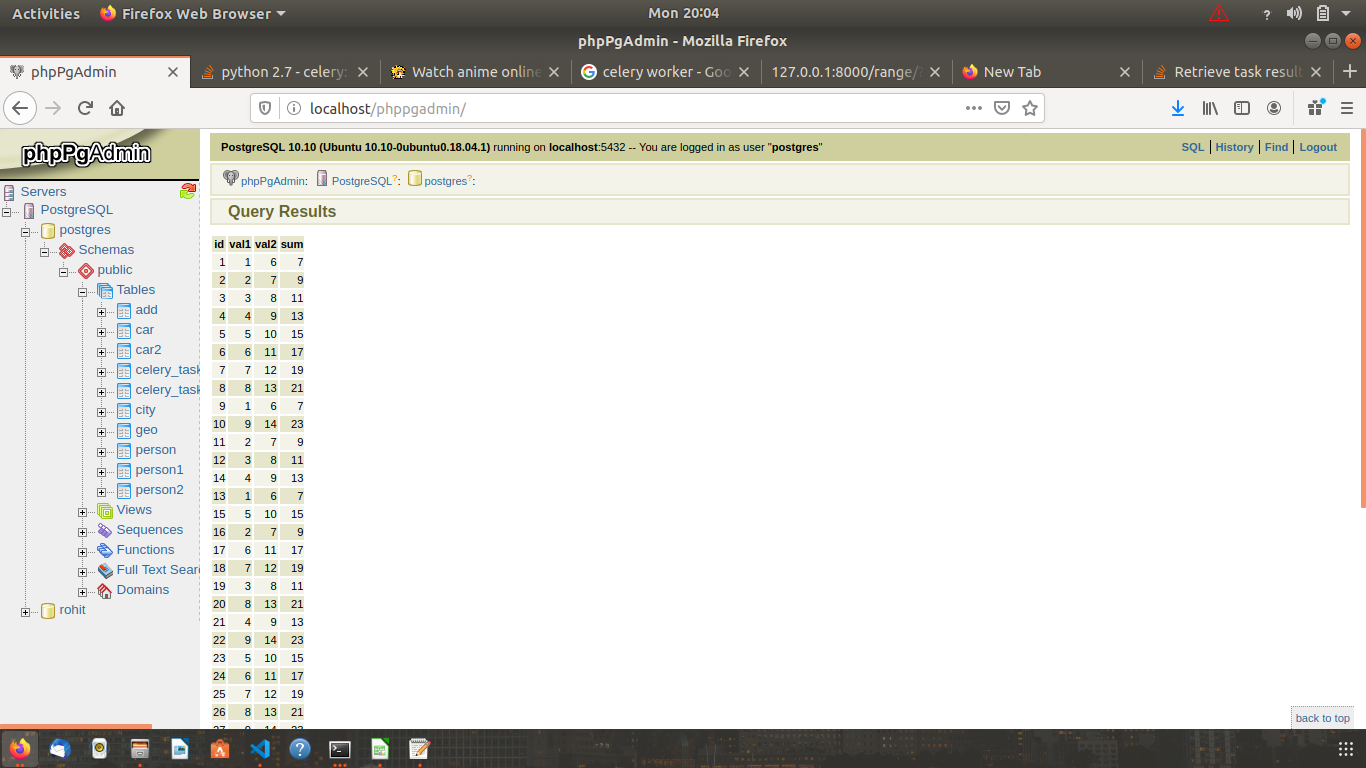 Activities Firefox Web Browser Mon 20:04 ?
phpPgAdmin - Mozilla Firefox
phpPgAdmin python 2.7 - celery: Watch anime online celery worker - Goo 127.0.0.1:8000/range/ New Tab Retrieve task result
localhost/phppgadmin/
phpPgAdmin
Servers
PostgreSQL
postgres
Schemas
public
Tables
add
car
car2
celery_task
celery_task
city
geo
person
person1
person2
Views
Sequences
Functions
Full Text Sear
Domains
rohit
PostgreSQL 10.10 (Ubuntu 10.10-0ubuntu0.18.04.1) running on localhost:5432 -- You are logged in as user "postgres"
SQL | History | Find | Logout
phpPgAdmin: PostgreSQL?: postgres?:
Query Results
id val1 val2 sum
1 1 6 7
2 2 7 9
3 3 8 11
4 4 9 13
5 5 10 15
6 6 11 17
7 7 12 19
8 8 13 21
9 1 6 7
10 9 14 23
11 2 7 9
12 3 8 11
14 4 9 13
13 1 6 7
15 5 10 15
16 2 7 9
17 6 11 17
18 7 12 19
19 3 8 11
20 8 13 21
21 4 9 13
22 9 14 23
23 5 10 15
24 6 11 17
25 7 12 19
26 8 13 21
back to top